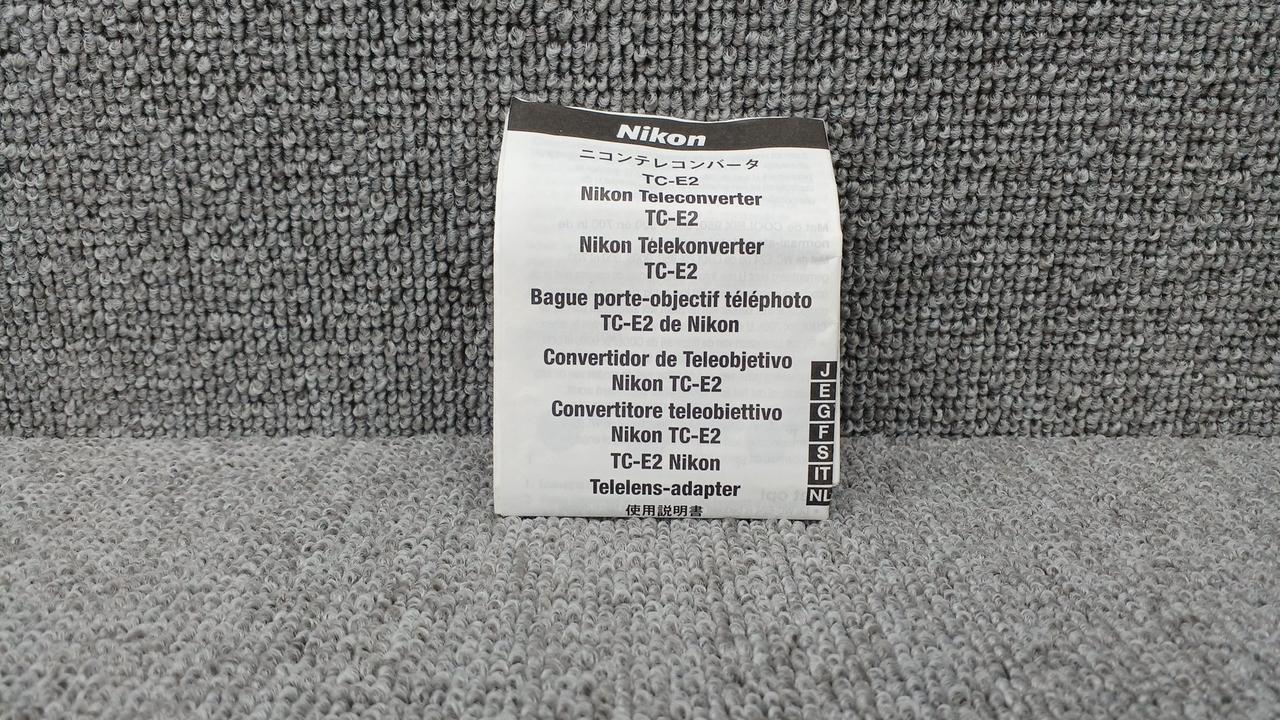 Nikon
ニコンテレコンバータ
TC-E2
Nikon Teleconverter
TC-E2
Nikon Telekonverter
TC-E2
Bague porte-objectif téléphoto
TC-E2 de Nikon
Convertidor de Teleobjetivo
Nikon TC-E2
Convertitore teleobiettivo
Nikon TC-E2
TC-E2 Nikon
Telelens-adapter
使用説明書
J
E
G
F
S
IT
NL